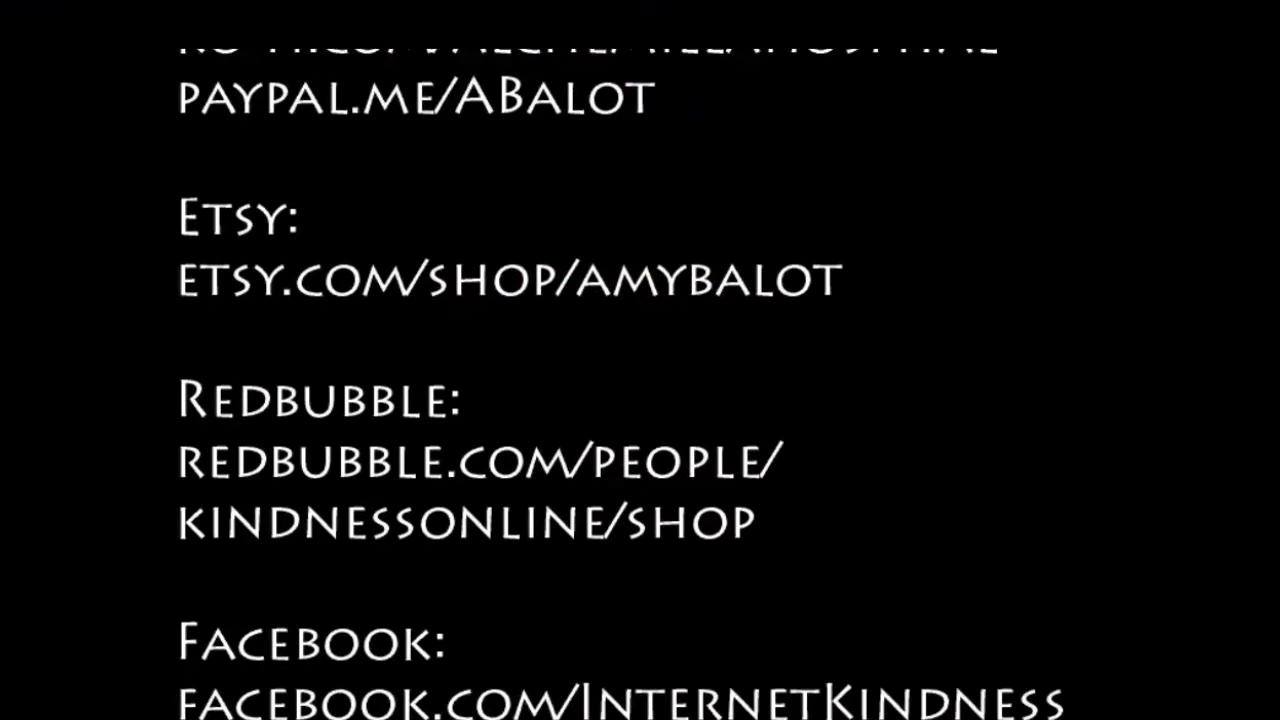 paypal.me/ABalot
Etsy:
etsy.com/shop/amybalot
Redbubble:
redbubble.com/people/
kindnessonline/shop
Facebook:
facebook.com/InternetKindness